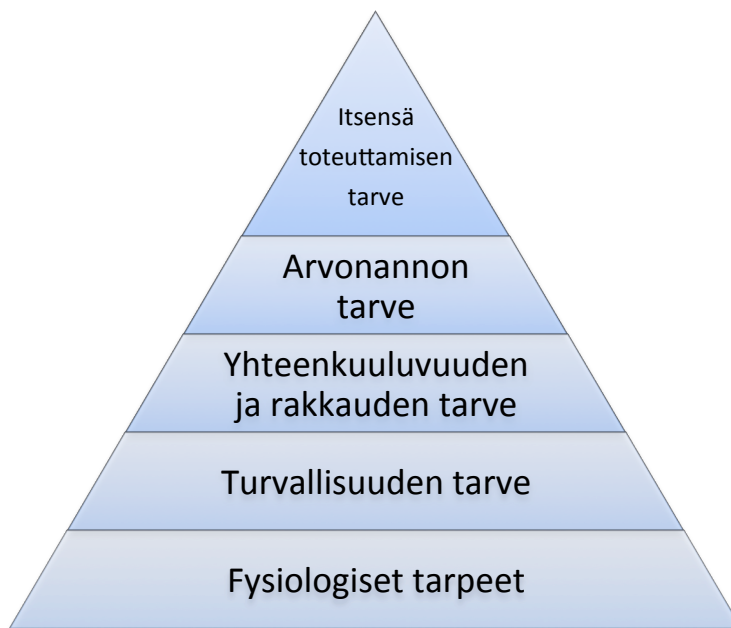 Itsensä
toteuttamisen
tarve
Arvonannon
tarve
Yhteenkuuluvuuden
ja rakkauden tarve
Turvallisuuden tarve
Fysiologiset tarpeet